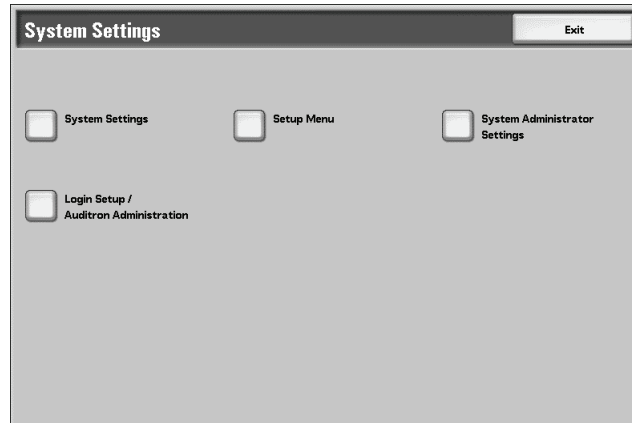 System Settings
Exit
System Settings
Setup Menu
System Administrator
Settings
Login Setup /
Auditron Administration